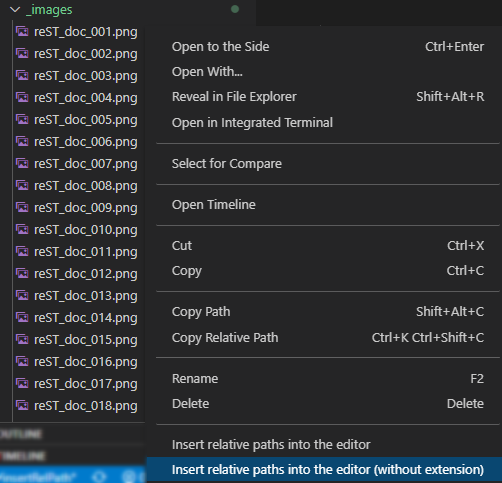 _images
reST_doc_001.png
reST_doc_002.png
reST_doc_003.png
reST_doc_004.png
reST_doc_005.png
reST_doc_006.png
reST_doc_007.png
reST_doc_008.png
reST_doc_009.png
reST_doc_010.png
reST_doc_011.png
reST_doc_012.png
reST_doc_013.png
reST_doc_014.png
reST_doc_015.png
reST_doc_016.png
reST_doc_017.png
reST_doc_018.png
OUTLINE
TIMELINE
Open to the Side Ctrl+Enter
Open With...
Reveal in File Explorer Shift+Alt+R
Open in Integrated Terminal
Select for Compare
Open Timeline
Cut Ctrl+X
Copy Ctrl+C
Copy Path Shift+Alt+C
Copy Relative Path Ctrl+K Ctrl+Shift+C
Rename F2
Delete Delete
Insert relative paths into the editor
Insert relative paths into the editor (without extension)